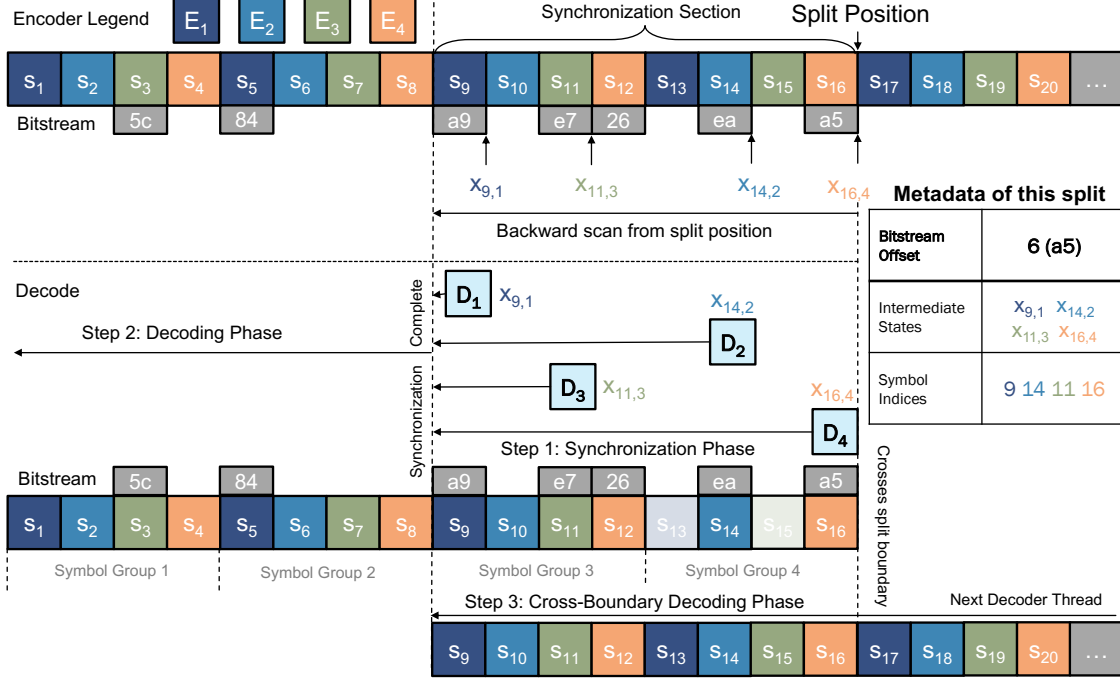 Encoder Legend E1 E2 E3 E4
Synchronization Section
Split Position
s1 s2 s3 s4 s5 s6 s7 s8 s9 s10 s11 s12 s13 s14 s15 s16 s17 s18 s19 s20 ...
Bitstream 5c 84 a9 e7 26 ea a5
x9,1 x11,3 x14,2 x16,4
Backward scan from split position
Metadata of this split
Bitstream Offset 6 (a5)
Intermediate States x9,1 x14,2 x11,3 x16,4
Symbol Indices 9 14 11 16
Decode
Synchronization Complete
D1 x9,1
x14,2
D2
D3 x11,3
x16,4
D4
Step 2: Decoding Phase
Step 1: Synchronization Phase
Bitstream 5c 84 a9 e7 26 ea a5
s1 s2 s3 s4 s5 s6 s7 s8 s9 s10 s11 s12 s13 s14 s15 s16
Symbol Group 1 Symbol Group 2 Symbol Group 3 Symbol Group 4
Crosses split boundary
Step 3: Cross-Boundary Decoding Phase
Next Decoder Thread
s9 s10 s11 s12 s13 s14 s15 s16 s17 s18 s19 s20 ...